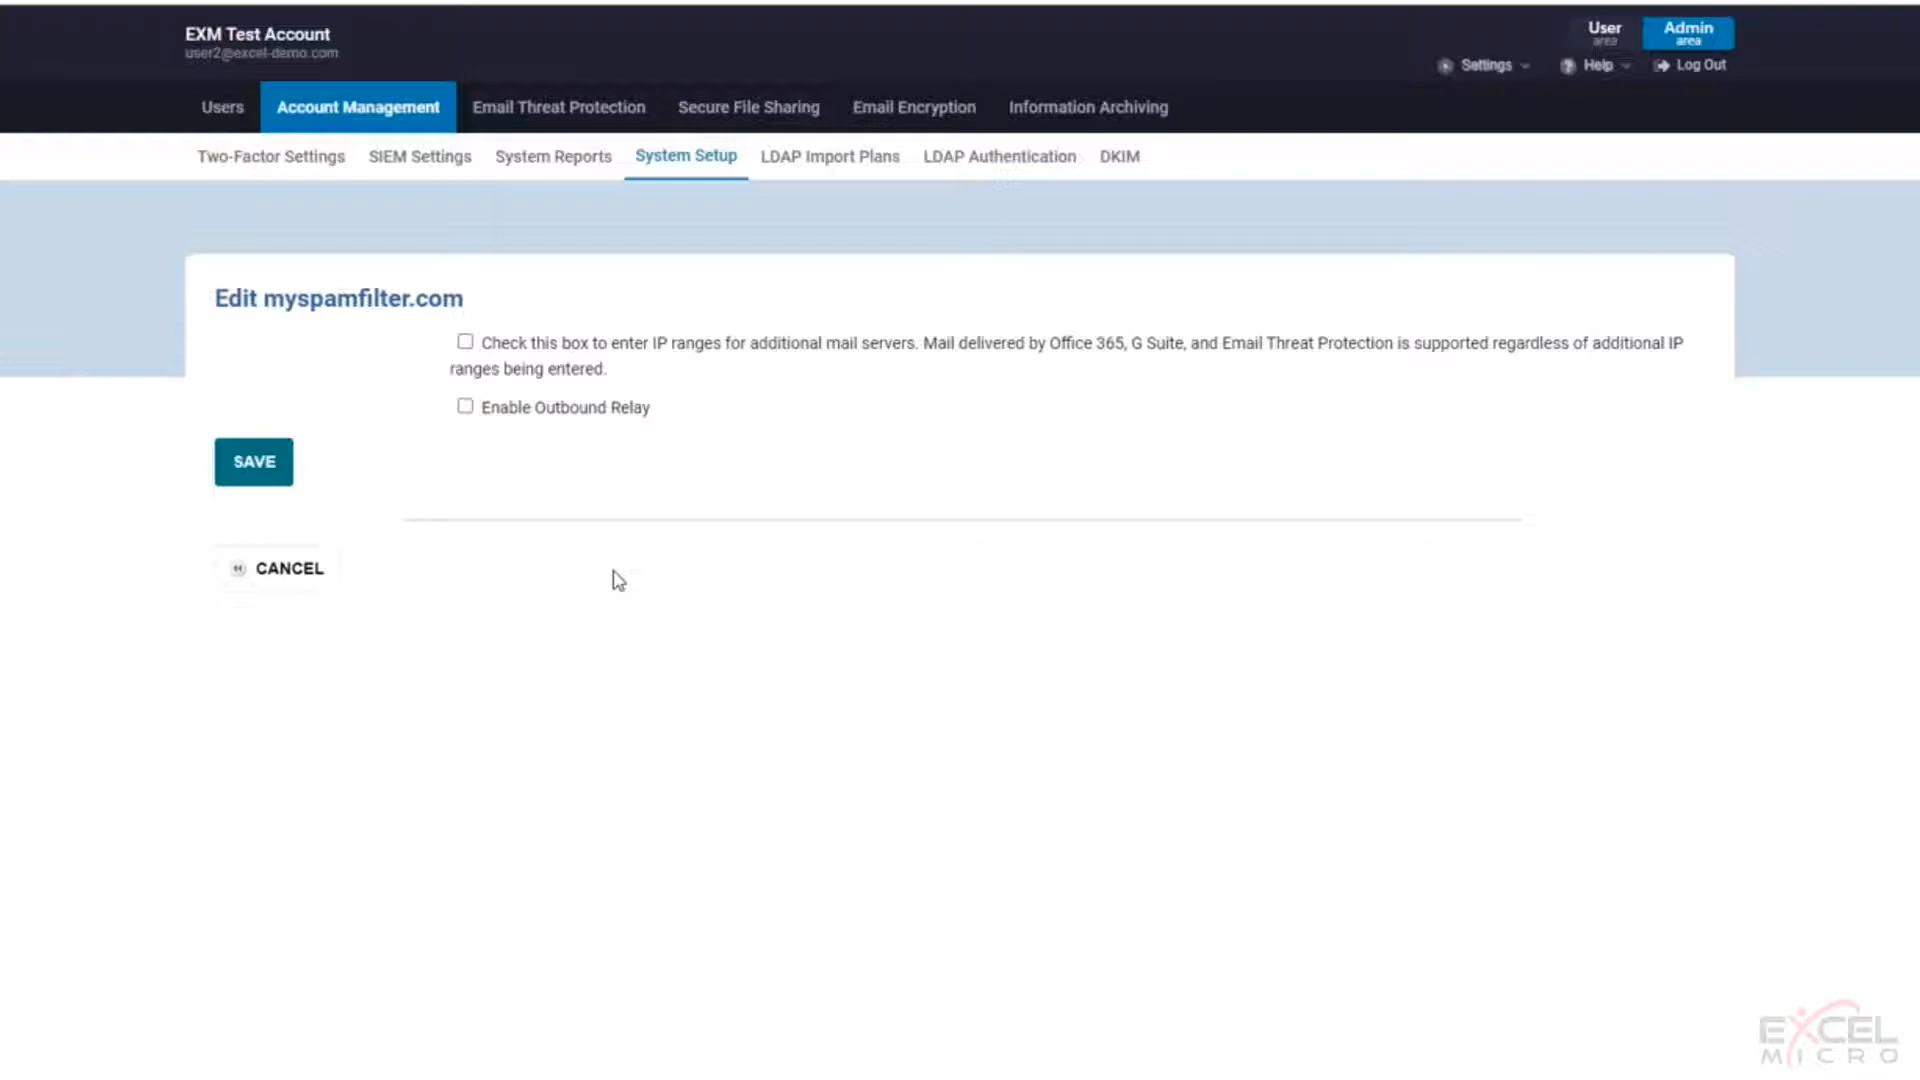 EXM Test Account
user2@excel-demo.com
User
area
Admin
area
Settings
Help
Log Out
Users
Account Management
Email Threat Protection
Secure File Sharing
Email Encryption
Information Archiving
Two-Factor Settings
SIEM Settings
System Reports
System Setup
LDAP Import Plans
LDAP Authentication
DKIM
Edit myspamfilter.com
Check this box to enter IP ranges for additional mail servers. Mail delivered by Office 365, G Suite, and Email Threat Protection is supported regardless of additional IP
ranges being entered.
Enable Outbound Relay
SAVE
CANCEL
EXCEL
MICRO